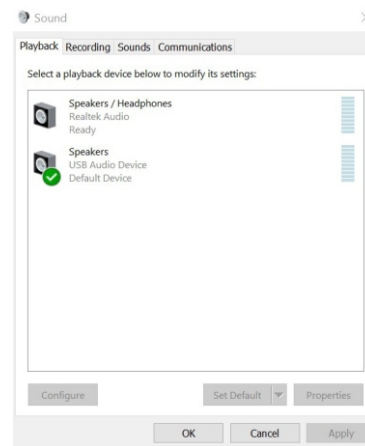 Sound
Playback Recording Sounds Communications
Select a playback device below to modify its settings:
Speakers / Headphones
Realtek Audio
Ready
Speakers
USB Audio Device
Default Device
Configure Set Default Properties
OK Cancel Apply